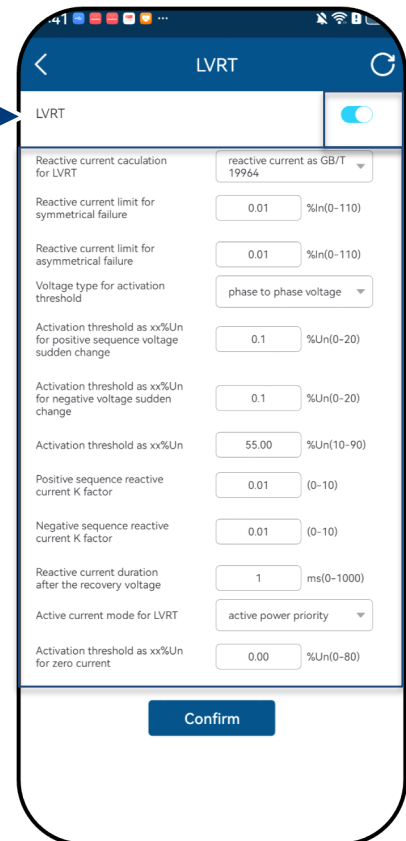 :41
LVRT
LVRT
Reactive current caculation
for LVRT
reactive current as GB/T
19964
Reactive current limit for
symmetrical failure
0.01 %In(0-110)
Reactive current limit for
asymmetrical failure
0.01 %In(0-110)
Voltage type for activation
threshold
phase to phase voltage
Activation threshold as xx%Un
for positive sequence voltage
sudden change
0.1 %Un(0-20)
Activation threshold as xx%Un
for negative voltage sudden
change
0.1 %Un(0-20)
Activation threshold as xx%Un
55.00 %Un(10-90)
Positive sequence reactive
current K factor
0.01 (0-10)
Negative sequence reactive
current K factor
0.01 (0-10)
Reactive current duration
after the recovery voltage
1 ms(0-1000)
Active current mode for LVRT
active power priority
Activation threshold as xx%Un
for zero current
0.00 %Un(0-80)
Confirm